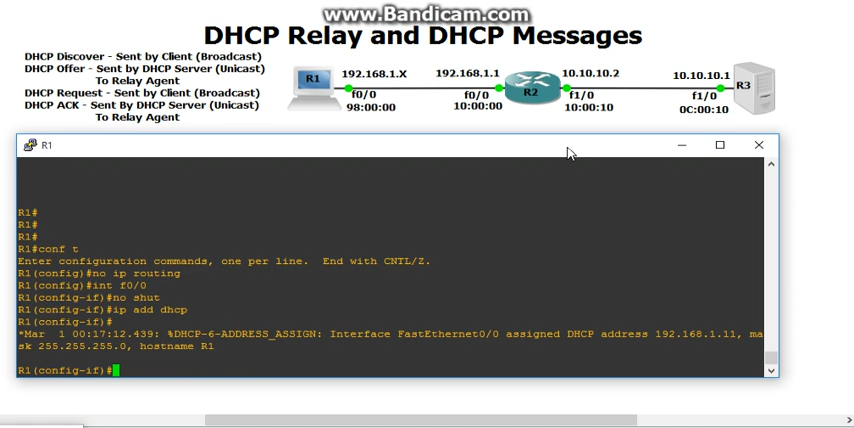 www.Bandicam.com
DHCP Relay and DHCP Messages
DHCP Discover - Sent by Client (Broadcast)
DHCP Offer - Sent by DHCP Server (Unicast)
To Relay Agent
DHCP Request - Sent by Client (Broadcast)
DHCP ACK - Sent By DHCP Server (Unicast)
To Relay Agent
R1
192.168.1.X
f0/0
98:00:00
192.168.1.1
f0/0
10:00:00
R2
10.10.10.2
f1/0
10:00:10
10.10.10.1
f1/0
0C:00:10
R3
R1
R1#
R1#
R1#
R1#conf t
Enter configuration commands, one per line.  End with CNTL/Z.
R1(config)#no ip routing
R1(config)#int f0/0
R1(config-if)#no shut
R1(config-if)#ip add dhcp
R1(config-if)#
*Mar  1 00:17:12.439: %DHCP-6-ADDRESS_ASSIGN: Interface FastEthernet0/0 assigned DHCP address 192.168.1.11, ma
sk 255.255.255.0, hostname R1
R1(config-if)#